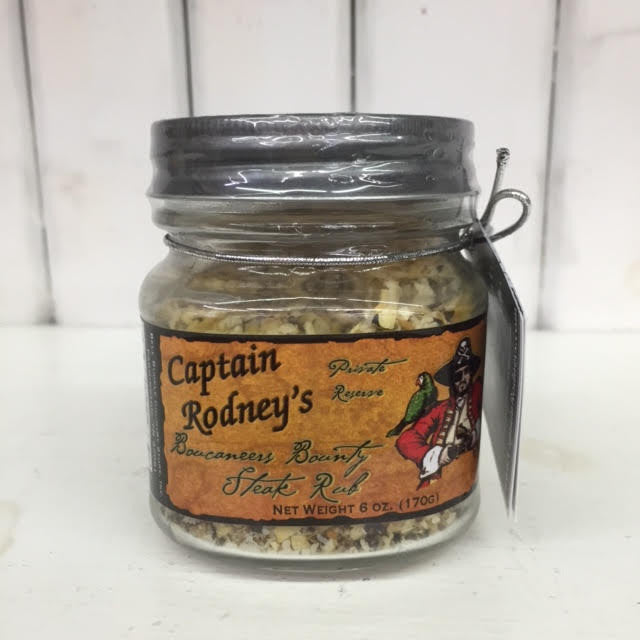 Captain
Rodney's
Private
Reserve
Boucaneers Bounty
Steak Rub
NET WEIGHT 6 OZ. (170G)